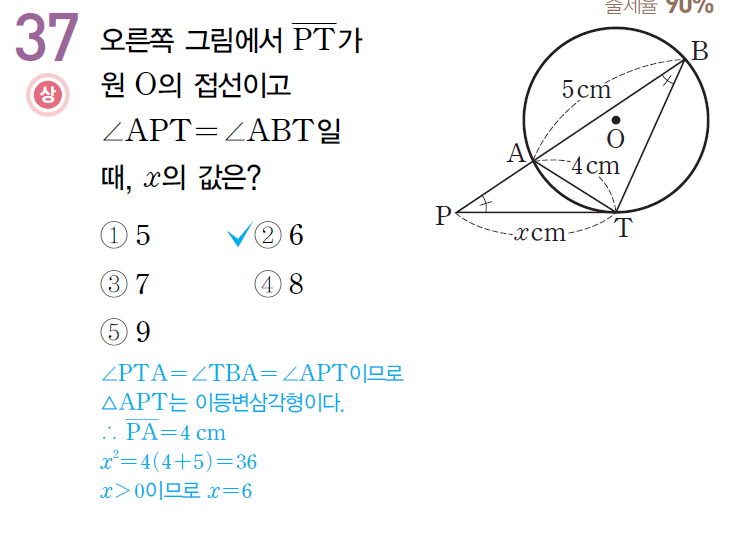 출제율 90%
37
상
오른쪽 그림에서 PT가
원 O의 접선이고
∠APT=∠ABT일
때, x의 값은?
① 5
② 6
③ 7
④ 8
⑤ 9
B
5cm
O
A
4cm
P
T
xcm
∠PTA=∠TBA=∠APT이므로
△APT는 이등변삼각형이다.
∴ PA=4 cm
x²=4(4+5)=36
x>0이므로 x=6